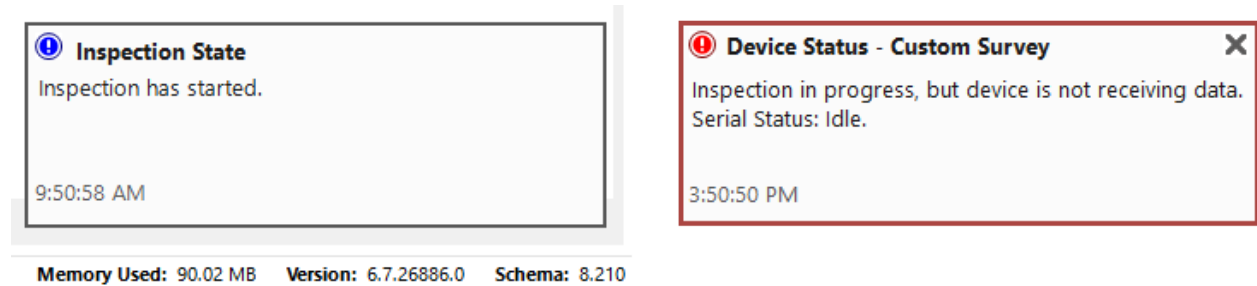 Inspection State
Inspection has started.
9:50:58 AM
Memory Used: 90.02 MB Version: 6.7.26886.0 Schema: 8.210
Device Status - Custom Survey
Inspection in progress, but device is not receiving data.
Serial Status: Idle.
3:50:50 PM